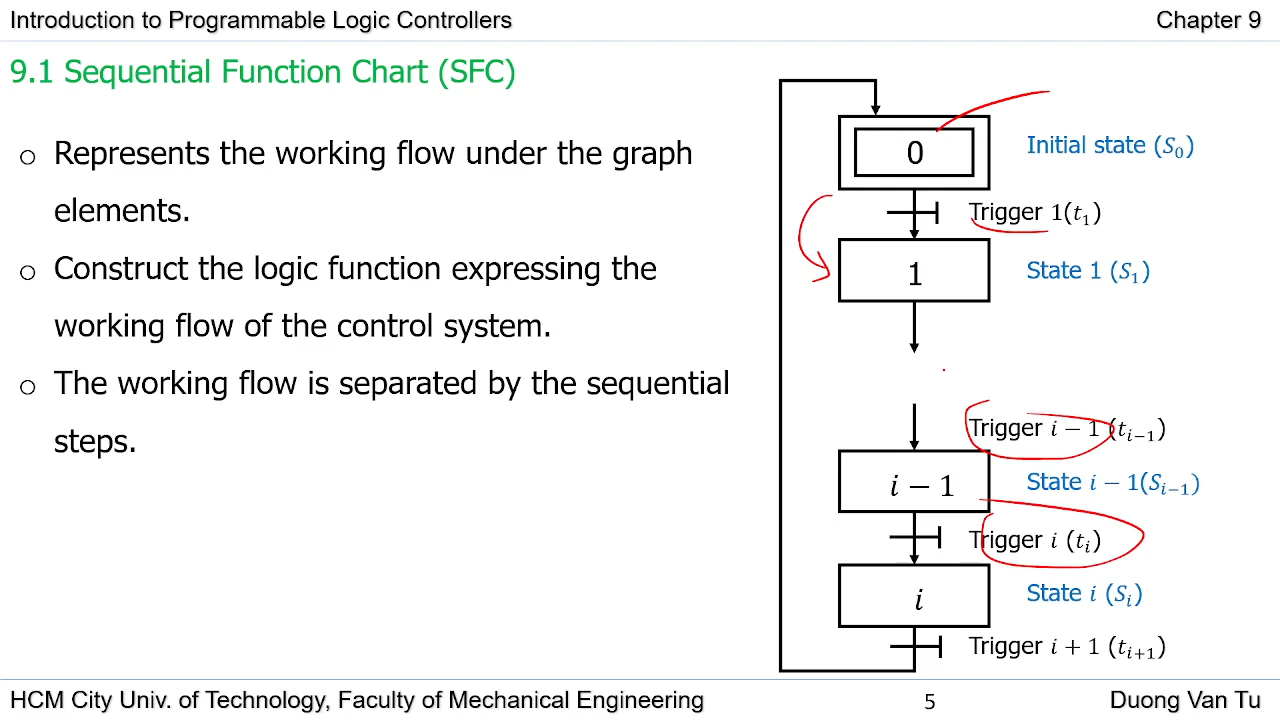 Introduction to Programmable Logic Controllers Chapter 9
9.1 Sequential Function Chart (SFC)
○ Represents the working flow under the graph
elements.
○ Construct the logic function expressing the
working flow of the control system.
○ The working flow is separated by the sequential
steps.
0
Initial state (S₀)
Trigger 1(t₁)
1
State 1 (S₁)
Trigger i − 1 (tᵢ₋₁)
i − 1
State i − 1(Sᵢ₋₁)
Trigger i (tᵢ)
i
State i (Sᵢ)
Trigger i + 1 (tᵢ₊₁)
HCM City Univ. of Technology, Faculty of Mechanical Engineering 5 Duong Van Tu